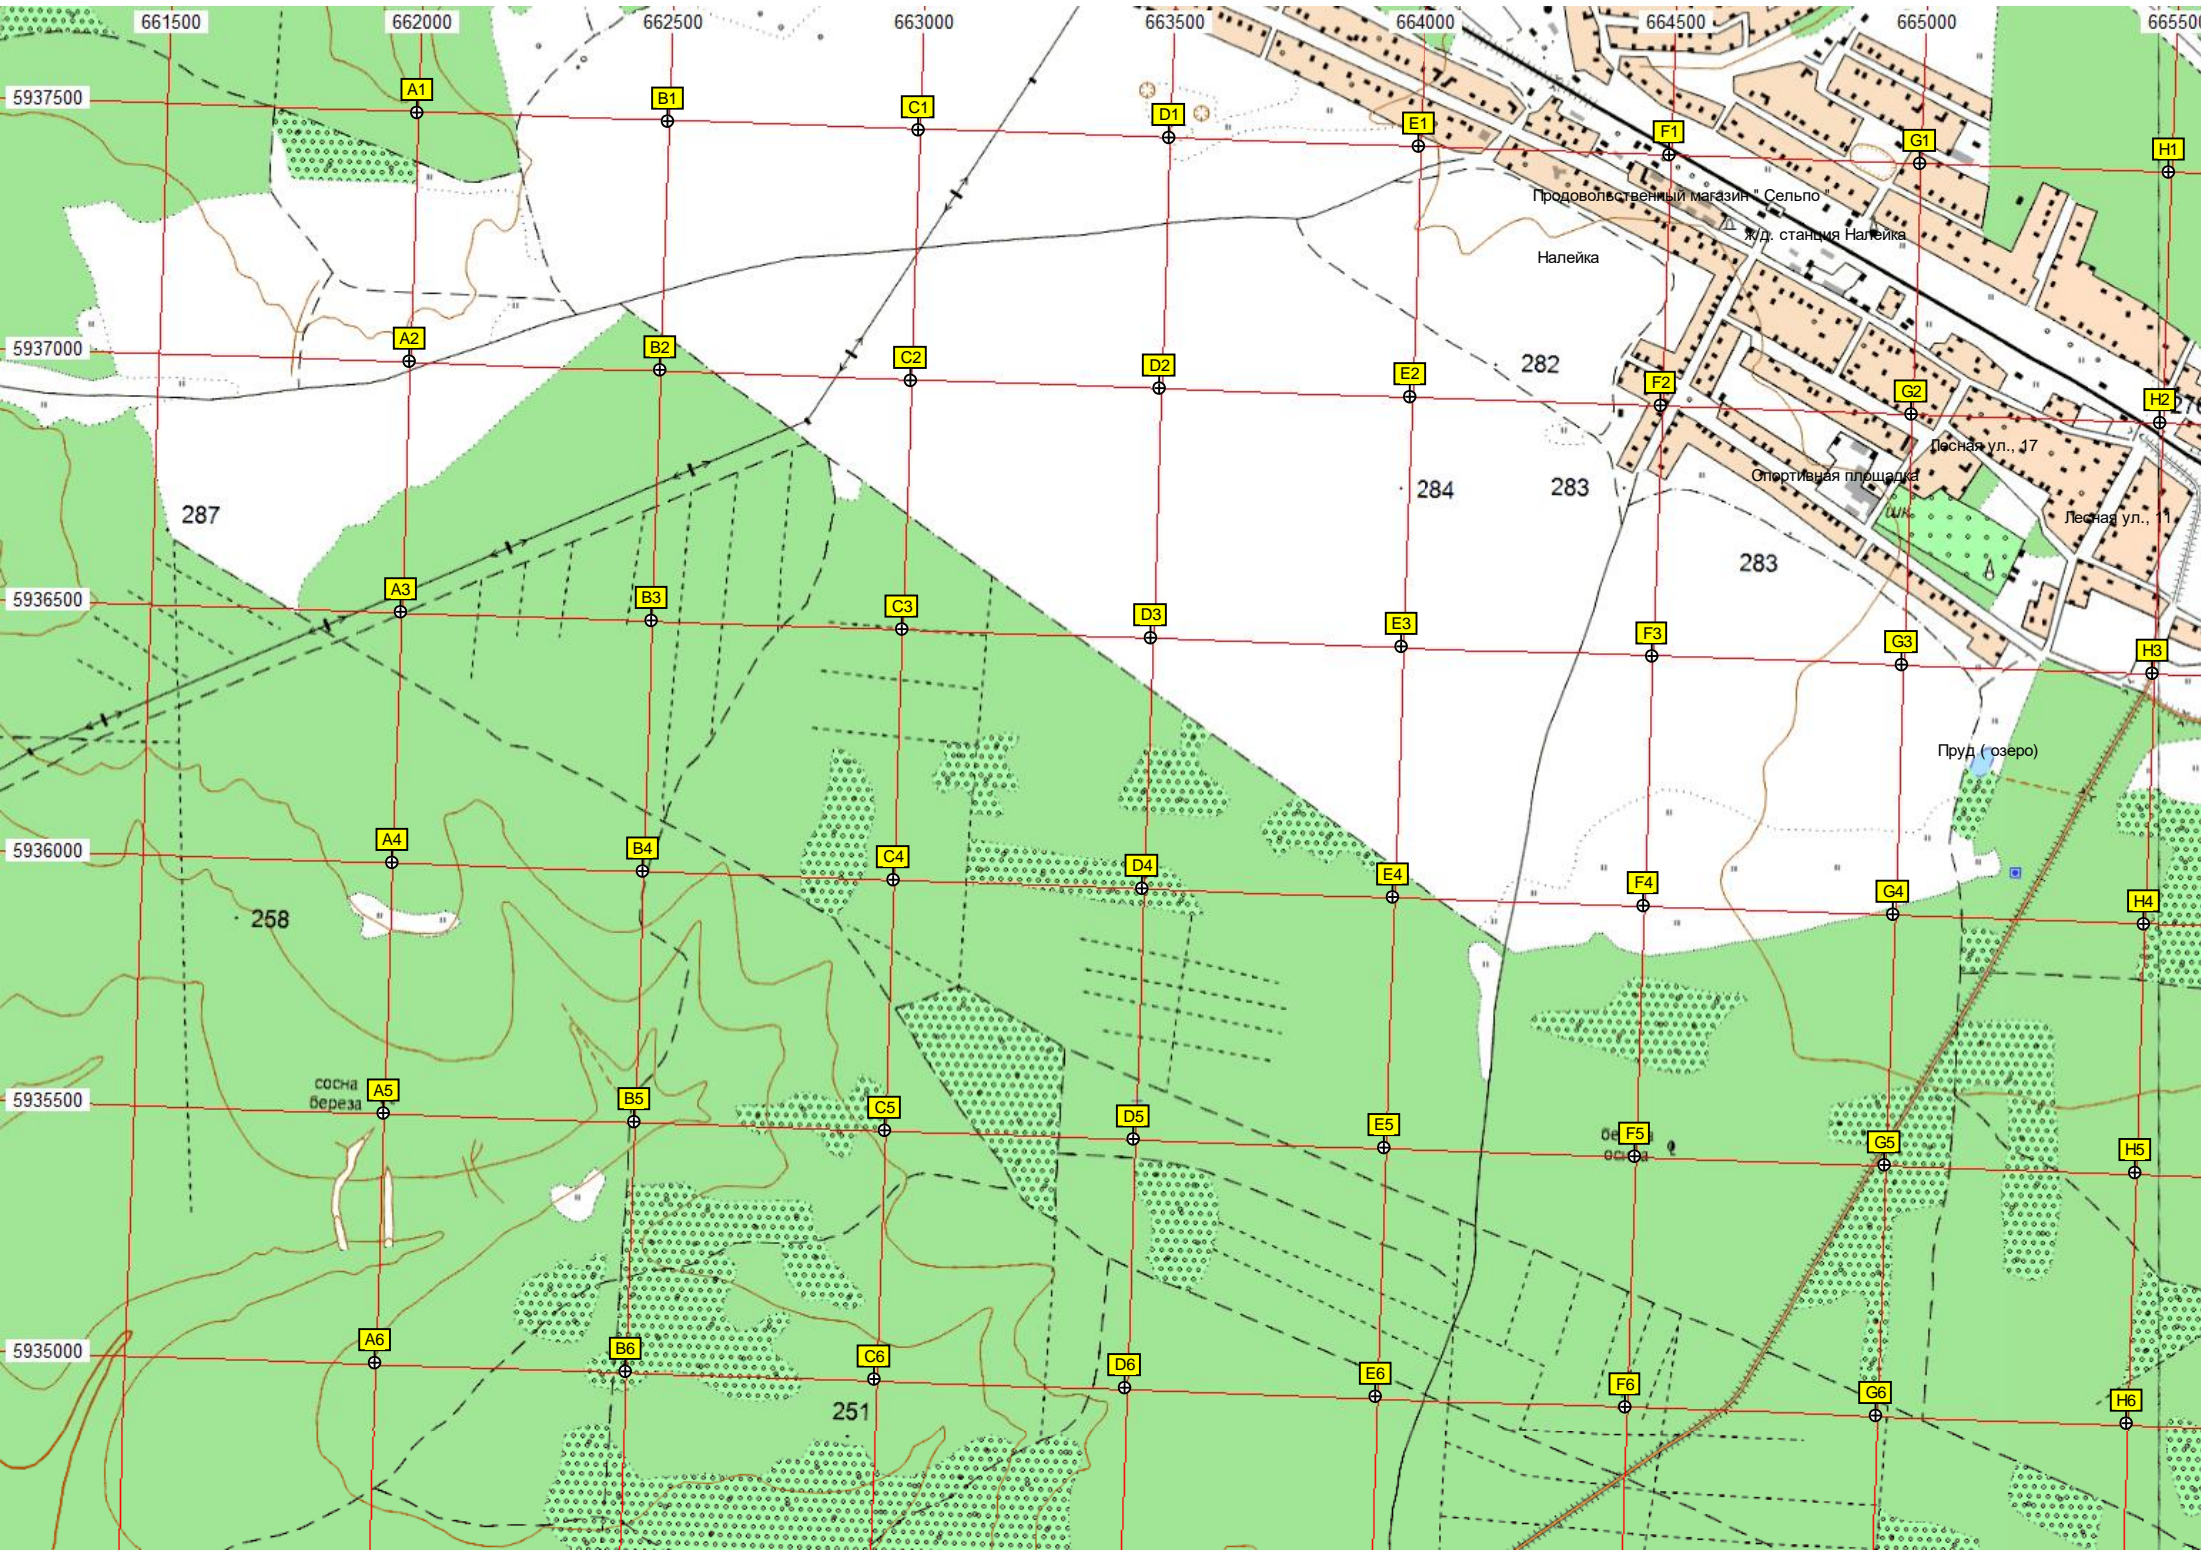 661500 662000 662500 663000 663500 664000 664500 665000 66550
5937500 A1 B1 C1 D1 E1 F1 G1 H1
Продовольственный магазин" Сельпо "
ж/д. станция Налейка
Налейка
5937000 A2 B2 C2 D2 E2 282 F2 G2 H2
Лесная ул., 17
Спортивная площадка
287 284 283 шк. Лесная ул., 11
283
5936500 A3 B3 C3 D3 E3 F3 G3 H3
Пруд ( озеро)
5936000 A4 B4 C4 D4 E4 F4 G4 H4
258
сосна
береза
5935500 A5 B5 C5 D5 E5 F5 G5 H5
5935000 A6 B6 C6 D6 E6 F6 G6 H6
251